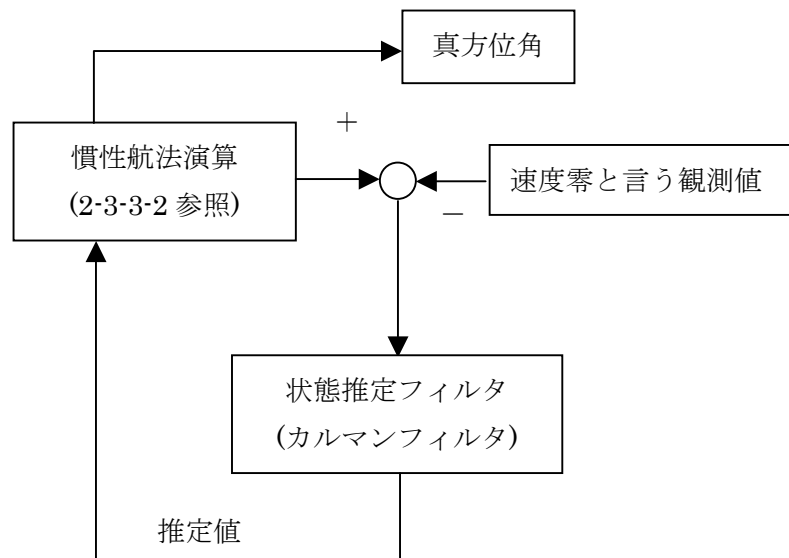 真方位角
+
慣性航法演算
(2-3-3-2 参照)
速度零と言う観測値
−
状態推定フィルタ
(カルマンフィルタ)
推定値